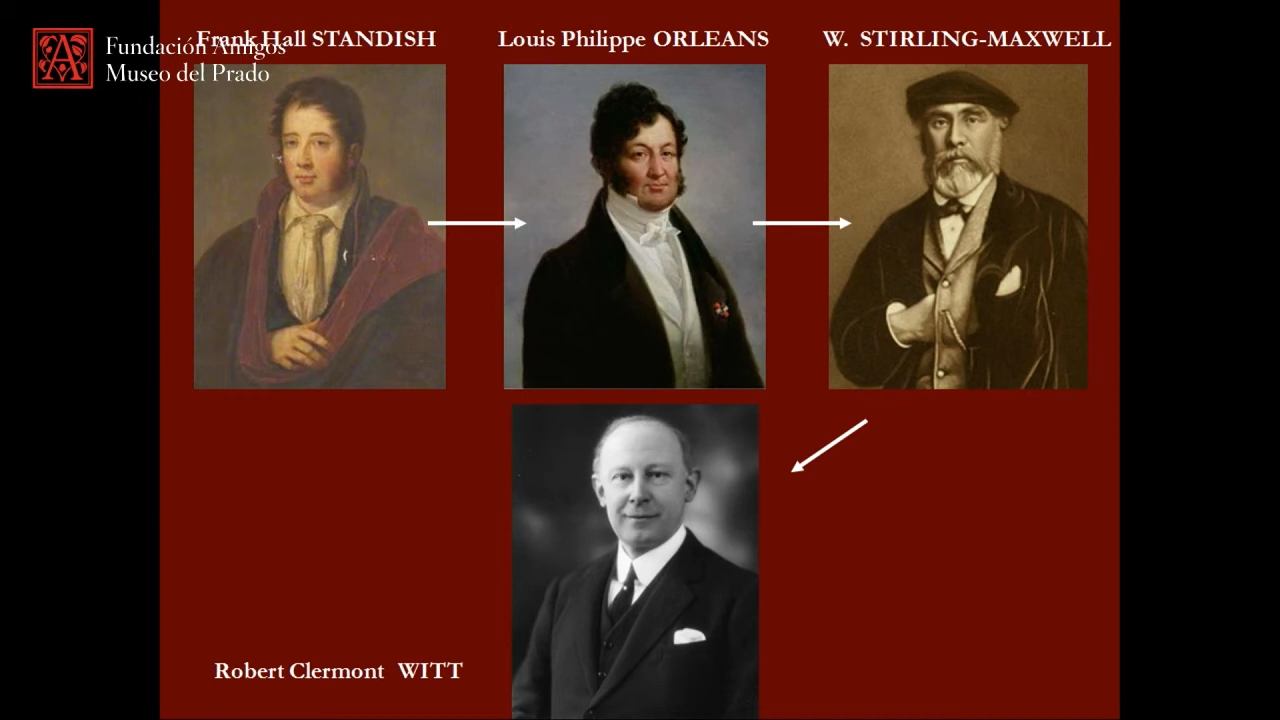 Fundación Amigos
Museo del Prado
Frank Hall STANDISH
Louis Philippe ORLEANS
W. STIRLING-MAXWELL
Robert Clermont WITT